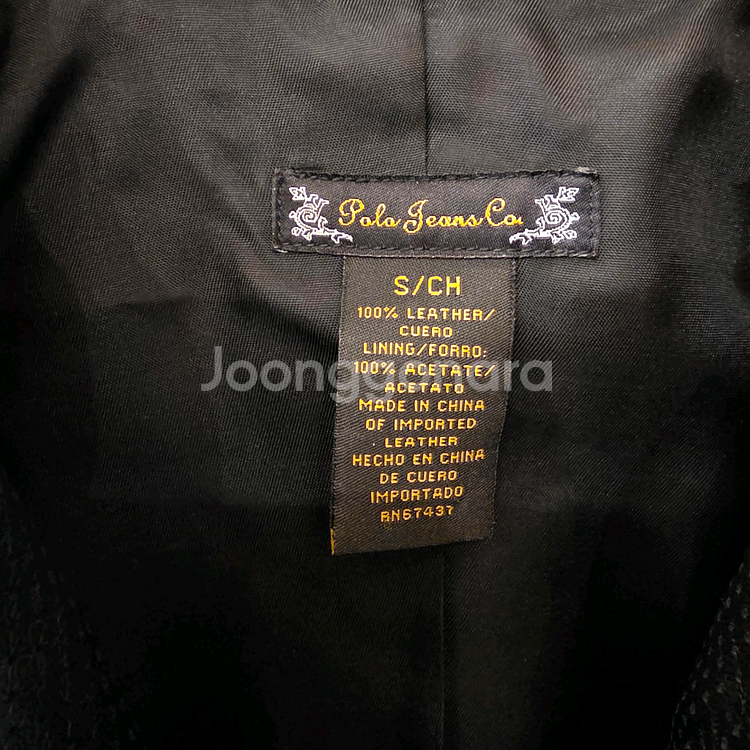 Polo Jeans Co.
S/CH
100% LEATHER/
CUERO
LINING/FORRO:
100% ACETATE/
ACETATO
MADE IN CHINA
OF IMPORTED
LEATHER
HECHO EN CHINA
DE CUERO
IMPORTADO
RN67437
Joonggonara